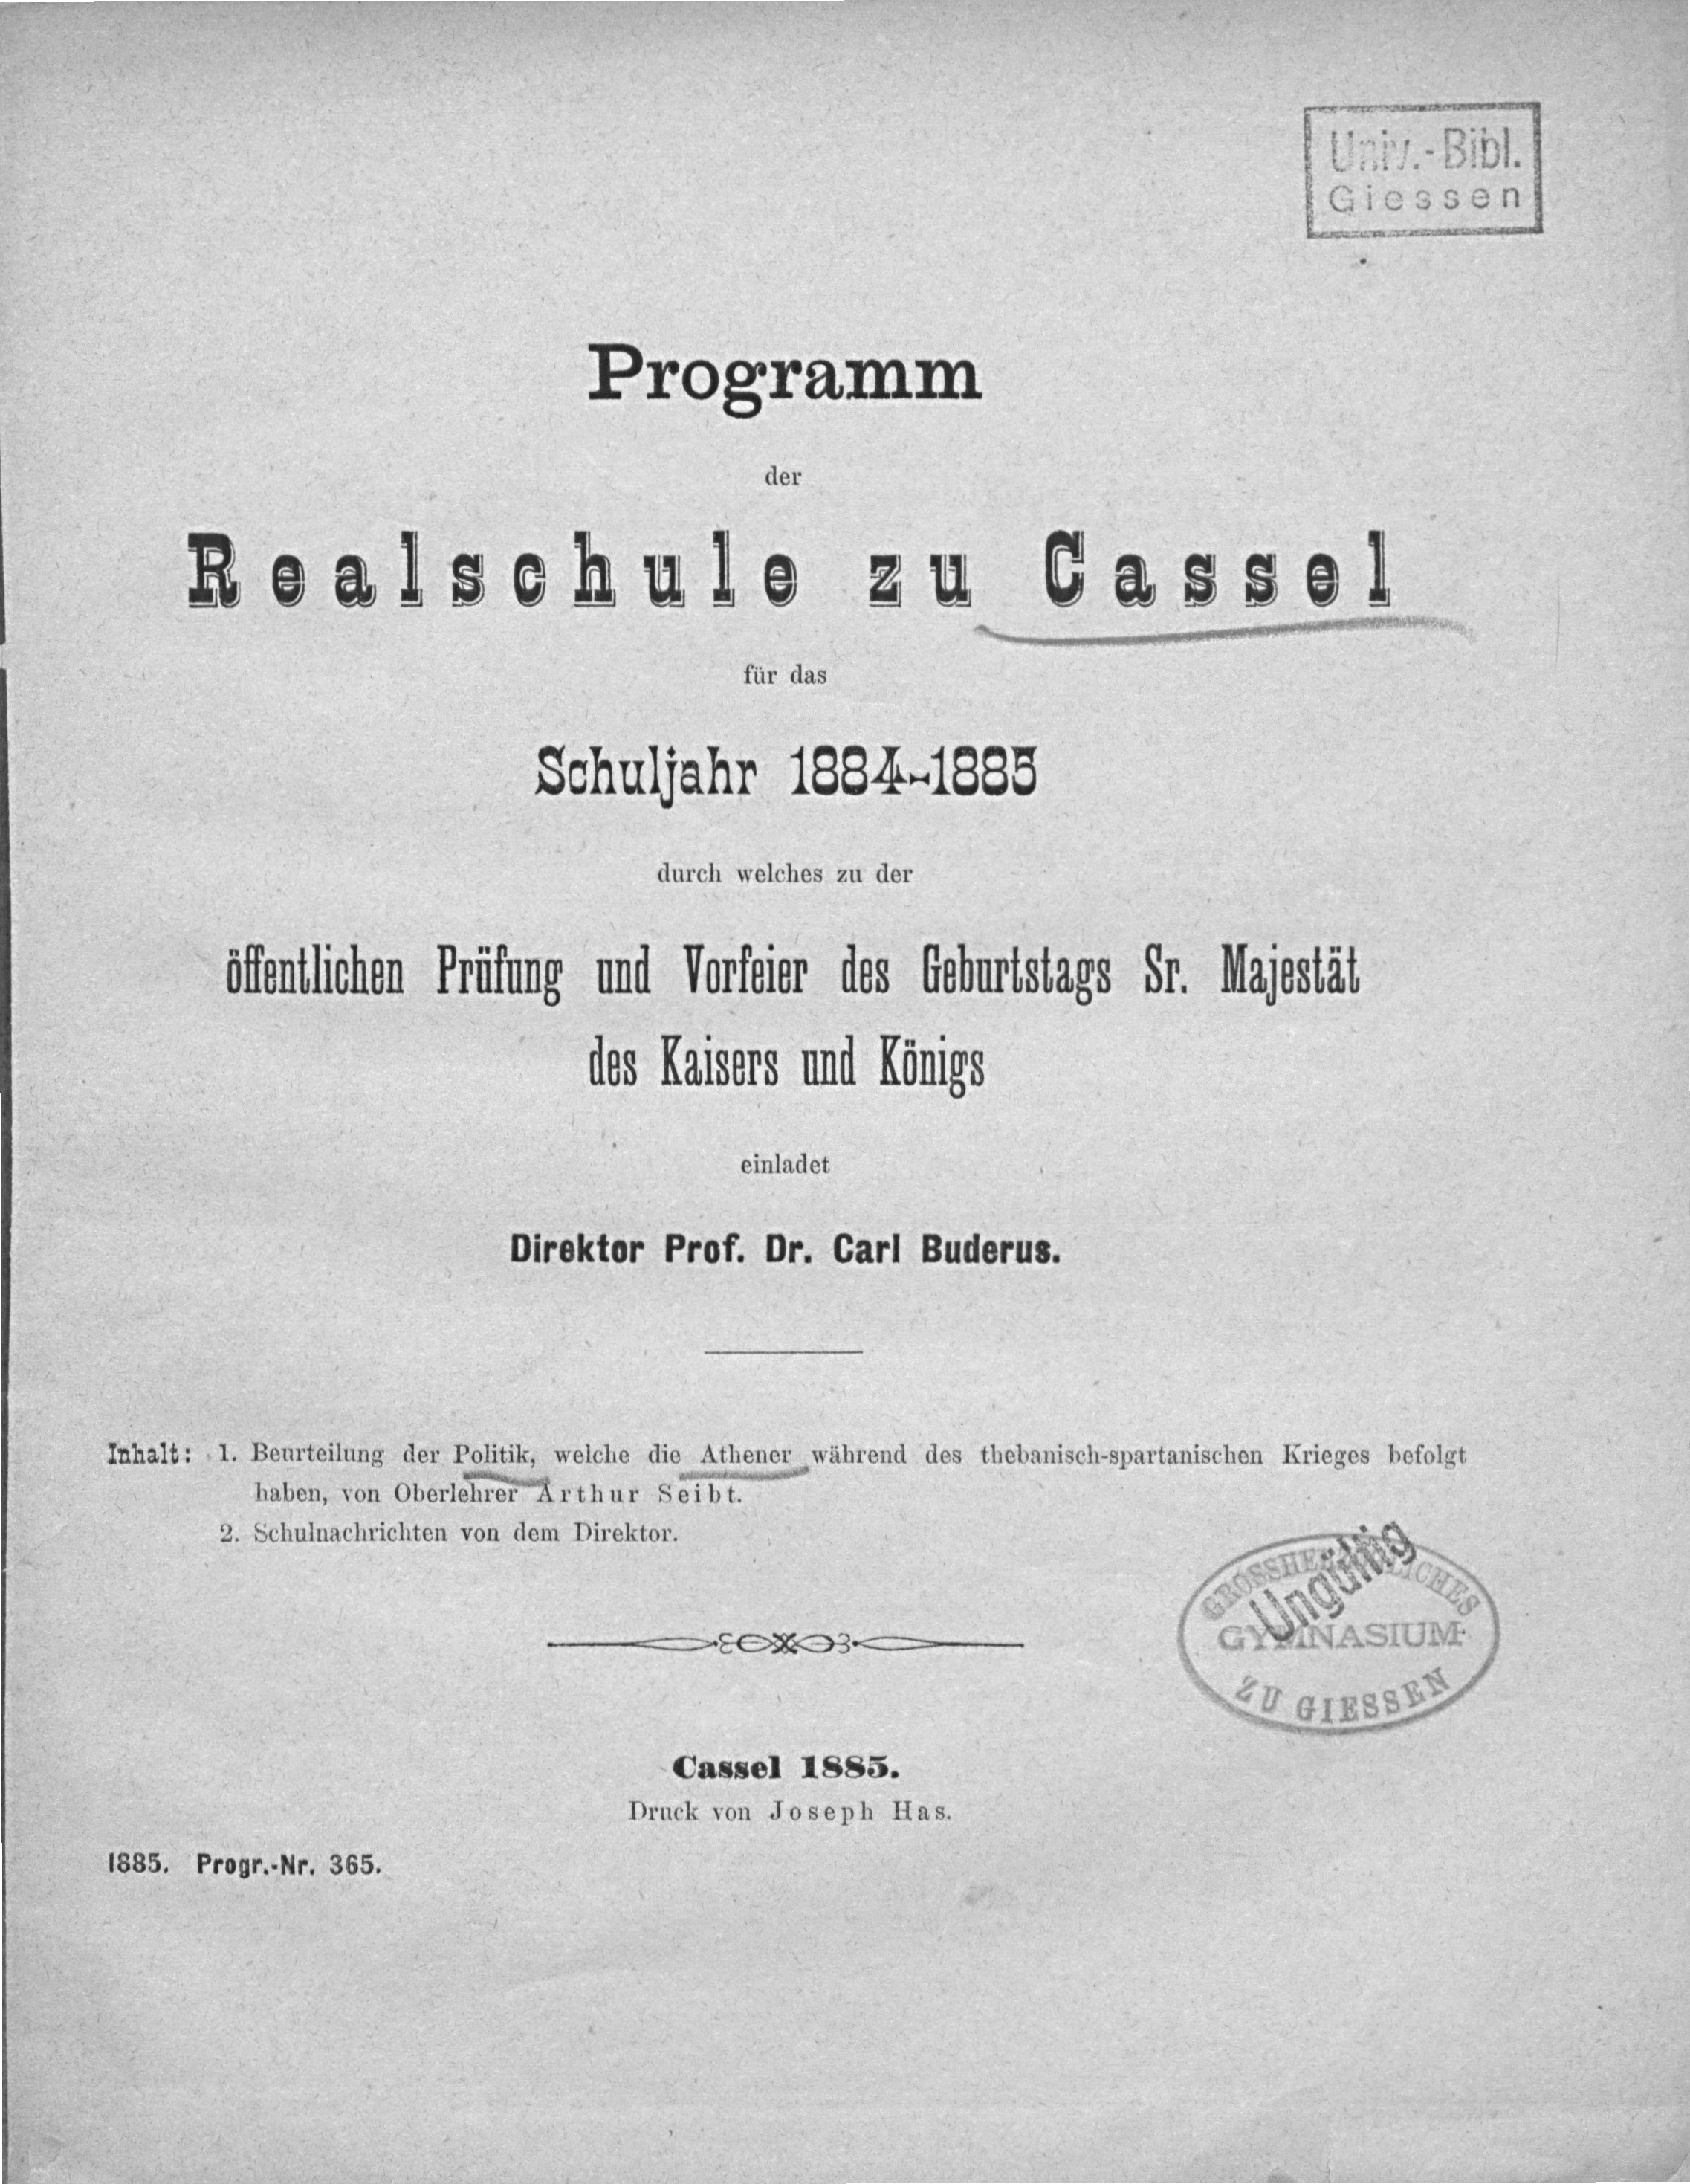 Univ.-Bibl.
Giessen
Programm
der
Realschule zu Cassel
für das
Schuljahr 1884-1885
durch welches zu der
öffentlichen Prüfung und Vorfeier des Geburtstags Sr. Majestät
des Kaisers und Königs
einladet
Direktor Prof. Dr. Carl Buderus.
Inhalt: 1. Beurteilung der Politik, welche die Athener während des thebanisch-spartanischen Krieges befolgt
haben, von Oberlehrer Arthur Seibt.
2. Schulnachrichten von dem Direktor.
GROSSHERZOGLICHES
Ungültig
GYMNASIUM
ZU GIESSEN
Cassel 1885.
Druck von Joseph Has.
1885. Progr.-Nr. 365.